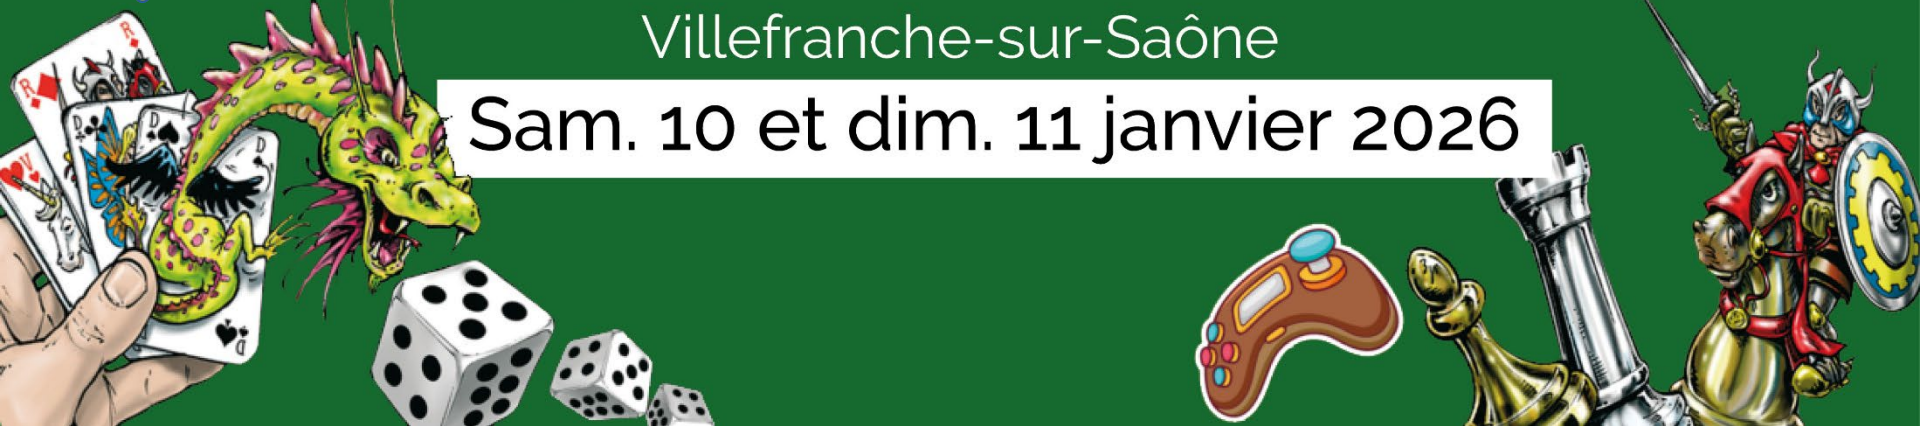 Villefranche-sur-Saône
Sam. 10 et dim. 11 janvier 2026
R
R
D
D
D
V
D